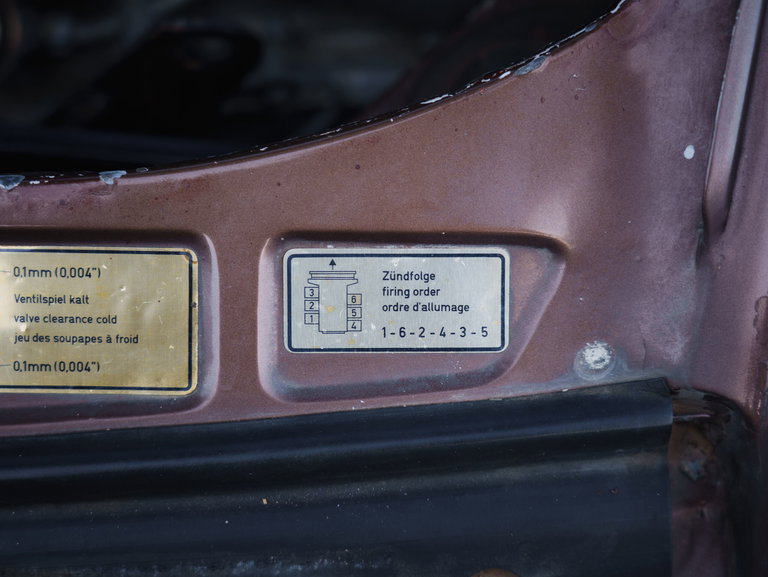 0,1mm (0,004")
Ventilspiel kalt
valve clearance cold
jeu des soupapes à froid
0,1mm (0,004")
3
2
1
6
5
4
Zündfolge
firing order
ordre d'allumage
1-6-2-4-3-5